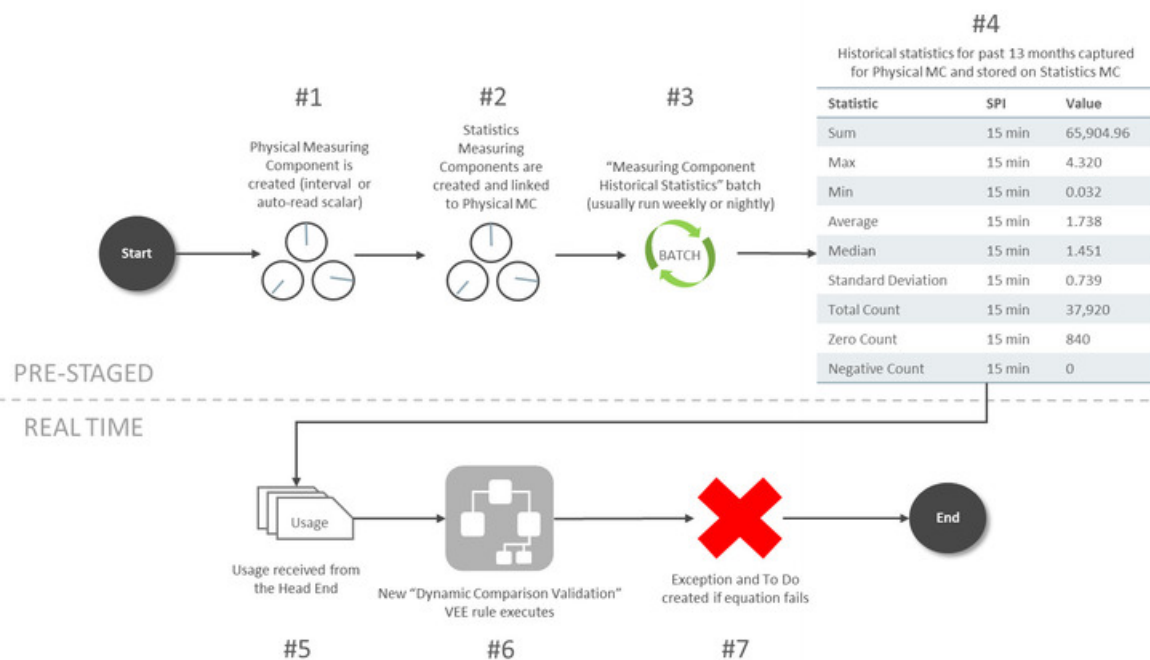 #4
Historical statistics for past 13 months captured
for Physical MC and stored on Statistics MC
#1
Physical Measuring
Component is
created (interval or
auto-read scalar)
#2
Statistics
Measuring
Components are
created and linked
to Physical MC
#3
“Measuring Component
Historical Statistics” batch
(usually run weekly or nightly)
Start
BATCH
Statistic SPI Value
Sum 15 min 65,904.96
Max 15 min 4.320
Min 15 min 0.032
Average 15 min 1.738
Median 15 min 1.451
Standard Deviation 15 min 0.739
Total Count 15 min 37,920
Zero Count 15 min 840
Negative Count 15 min 0
PRE-STAGED
REAL TIME
Usage
Usage received from
the Head End
#5
New “Dynamic Comparison Validation”
VEE rule executes
#6
Exception and To Do
created if equation fails
#7
End